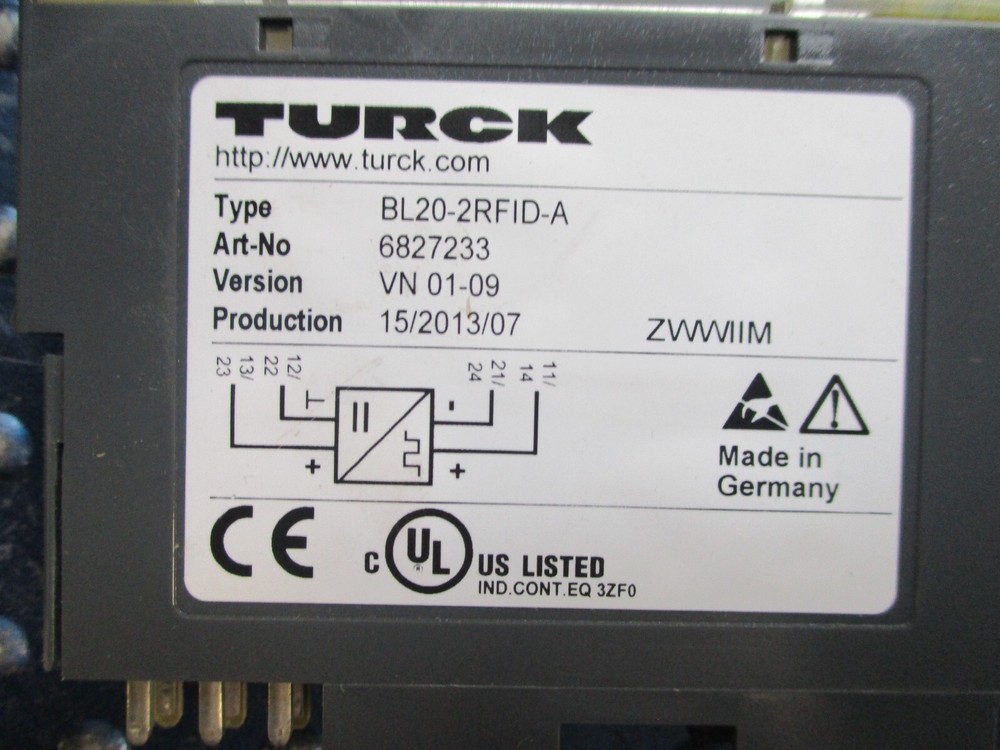 TURCK
http://www.turck.com
Type BL20-2RFID-A
Art-No 6827233
Version VN 01-09
Production 15/2013/07 ZWWIIM
23 13/ 22 12/ 24 21/ 14 11/
-
+ +
Made in
Germany
CE
C UL US LISTED
IND.CONT.EQ 3ZF0